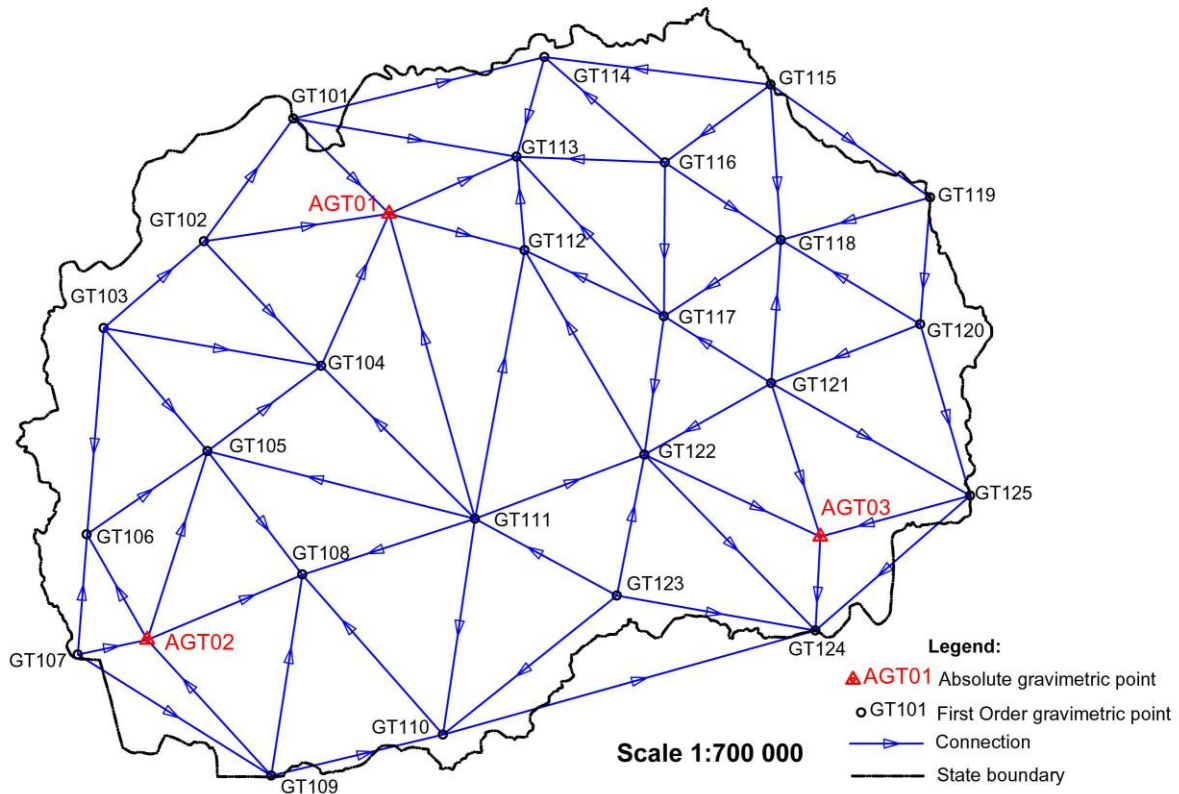 GT114
GT115
GT101
GT113
GT116
AGT01
GT119
GT102
GT112
GT118
GT103
GT117
GT120
GT104
GT121
GT105
GT122
GT125
AGT03
GT111
GT106
GT108
GT123
AGT02
GT107
GT124
GT110
GT109
Legend:
AGT01 Absolute gravimetric point
GT101 First Order gravimetric point
Connection
State boundary
Scale 1:700 000